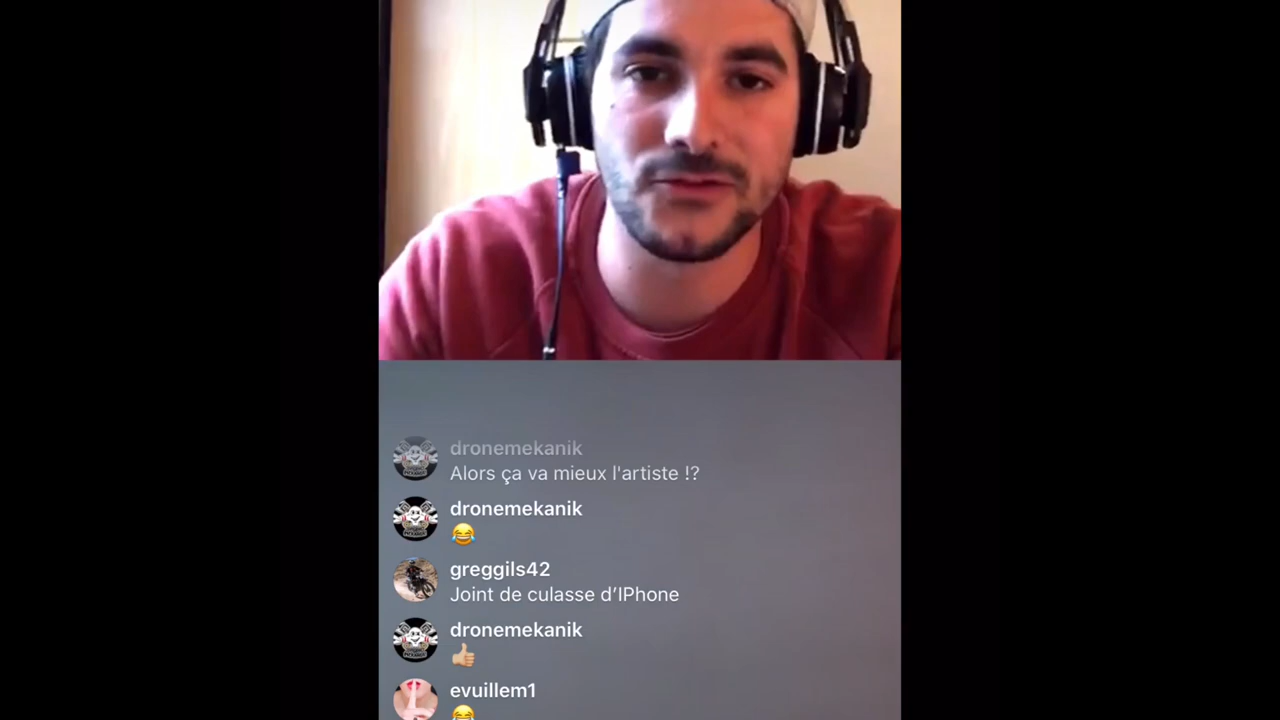 dronemekanik
Alors ça va mieux l'artiste !?
dronemekanik
😂
greggils42
Joint de culasse d’IPhone
dronemekanik
👍🏼
evuillem1
😂